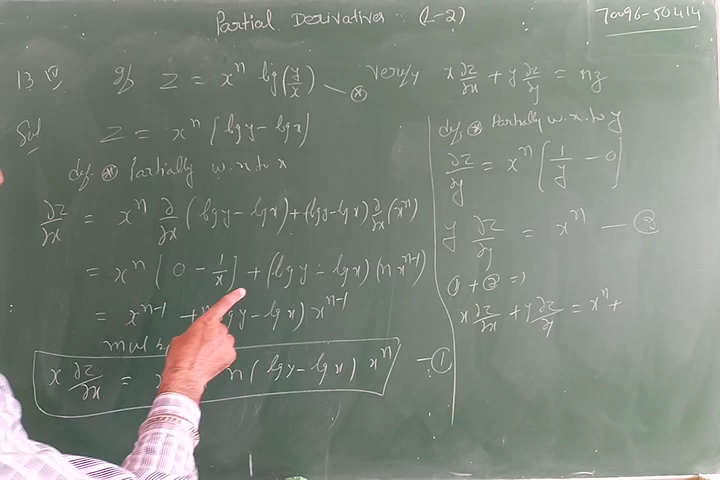 Partial Derivatives (L-2)
70096-50414
13 vi) If z = x^n log(y/x) — (*) Verify x ∂z/∂x + y ∂z/∂y = nz
Sol z = x^n [log y - log x]
diff. (*) Partially w.r.to x
∂z/∂x = x^n ∂/∂x (log y - log x) + (log y - log x) ∂/∂x (x^n)
= x^n [0 - 1/x] + (log y - log x)(n x^{n-1})
= x^{n-1} + log y - log x) x^{n-1}
x ∂z/∂x = n(log y - log x) x^n — (1)
diff. (*) Partially w.r.to y
∂z/∂y = x^n [1/y - 0]
y ∂z/∂y = x^n — (2)
(1) + (2) ⇒
x ∂z/∂x + y ∂z/∂y = x^n +